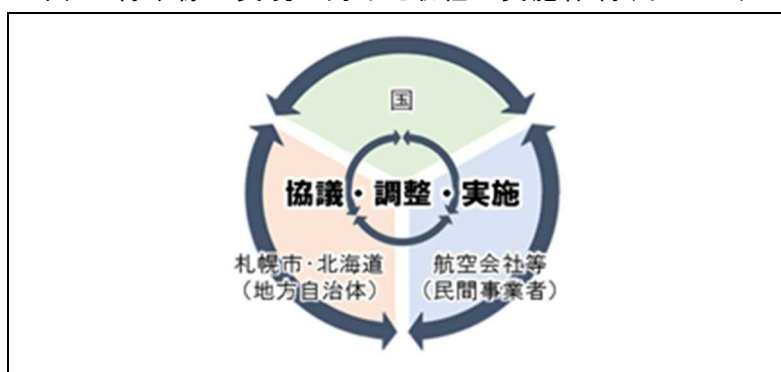 国
協議・調整・実施
札幌市・北海道
(地方自治体)
航空会社等
(民間事業者)